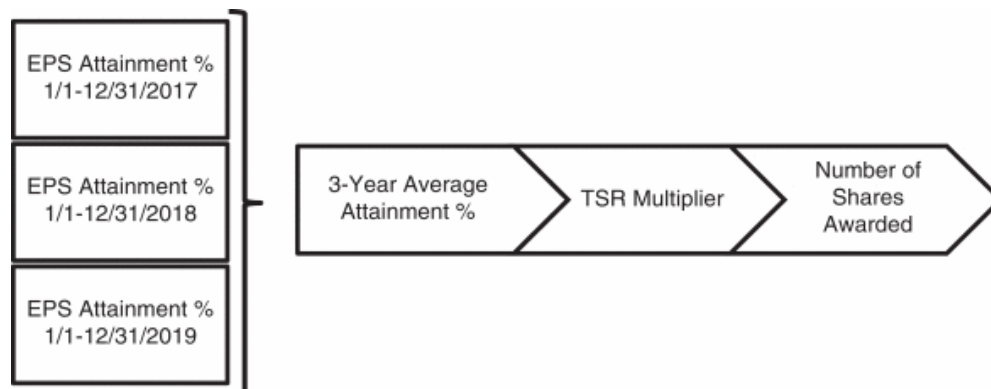 EPS Attainment %
1/1-12/31/2017
EPS Attainment %
1/1-12/31/2018
EPS Attainment %
1/1-12/31/2019
3-Year Average
Attainment %
TSR Multiplier
Number of
Shares
Awarded